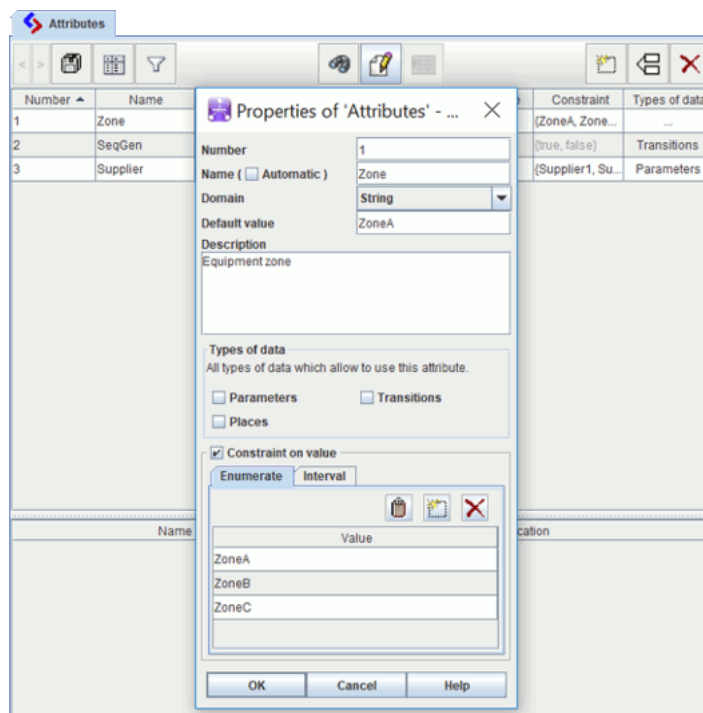 Attributes
Number Name Constraint Types of data
1 Zone {ZoneA, Zone... ...
2 SeqGen {true, false} Transitions
3 Supplier {Supplier1, Su... Parameters
Properties of 'Attributes' - ...
Number 1
Name ( Automatic ) Zone
Domain String
Default value ZoneA
Description
Equipment zone
Types of data
All types of data which allow to use this attribute.
Parameters Transitions
Places
Constraint on value
Enumerate Interval
Value
ZoneA
ZoneB
ZoneC
OK Cancel Help
Name